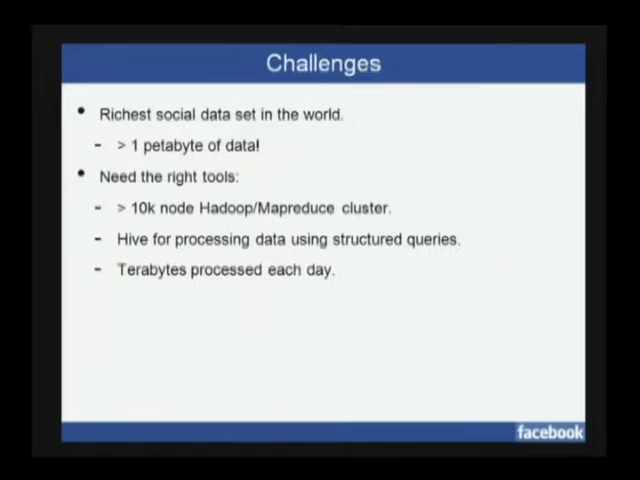 Challenges
• Richest social data set in the world.
- > 1 petabyte of data!
• Need the right tools:
- > 10k node Hadoop/Mapreduce cluster.
- Hive for processing data using structured queries.
- Terabytes processed each day.
facebook